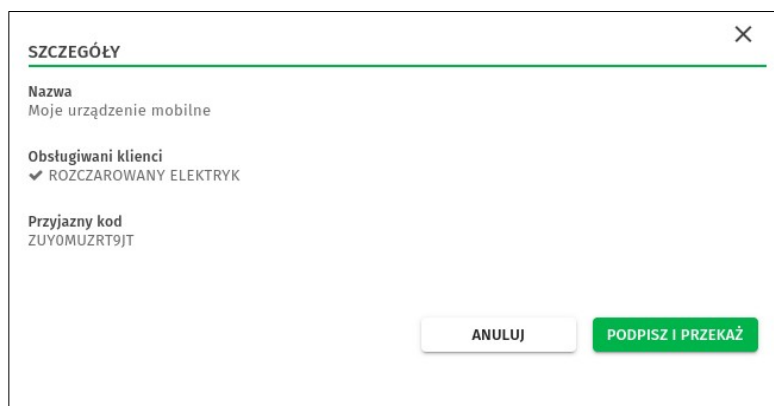 SZCZEGÓŁY
Nazwa
Moje urządzenie mobilne
Obsługiwani klienci
ROZCZAROWANY ELEKTRYK
Przyjazny kod
ZUY0MUZRT9JT
ANULUJ
PODPISZ I PRZEKAŻ